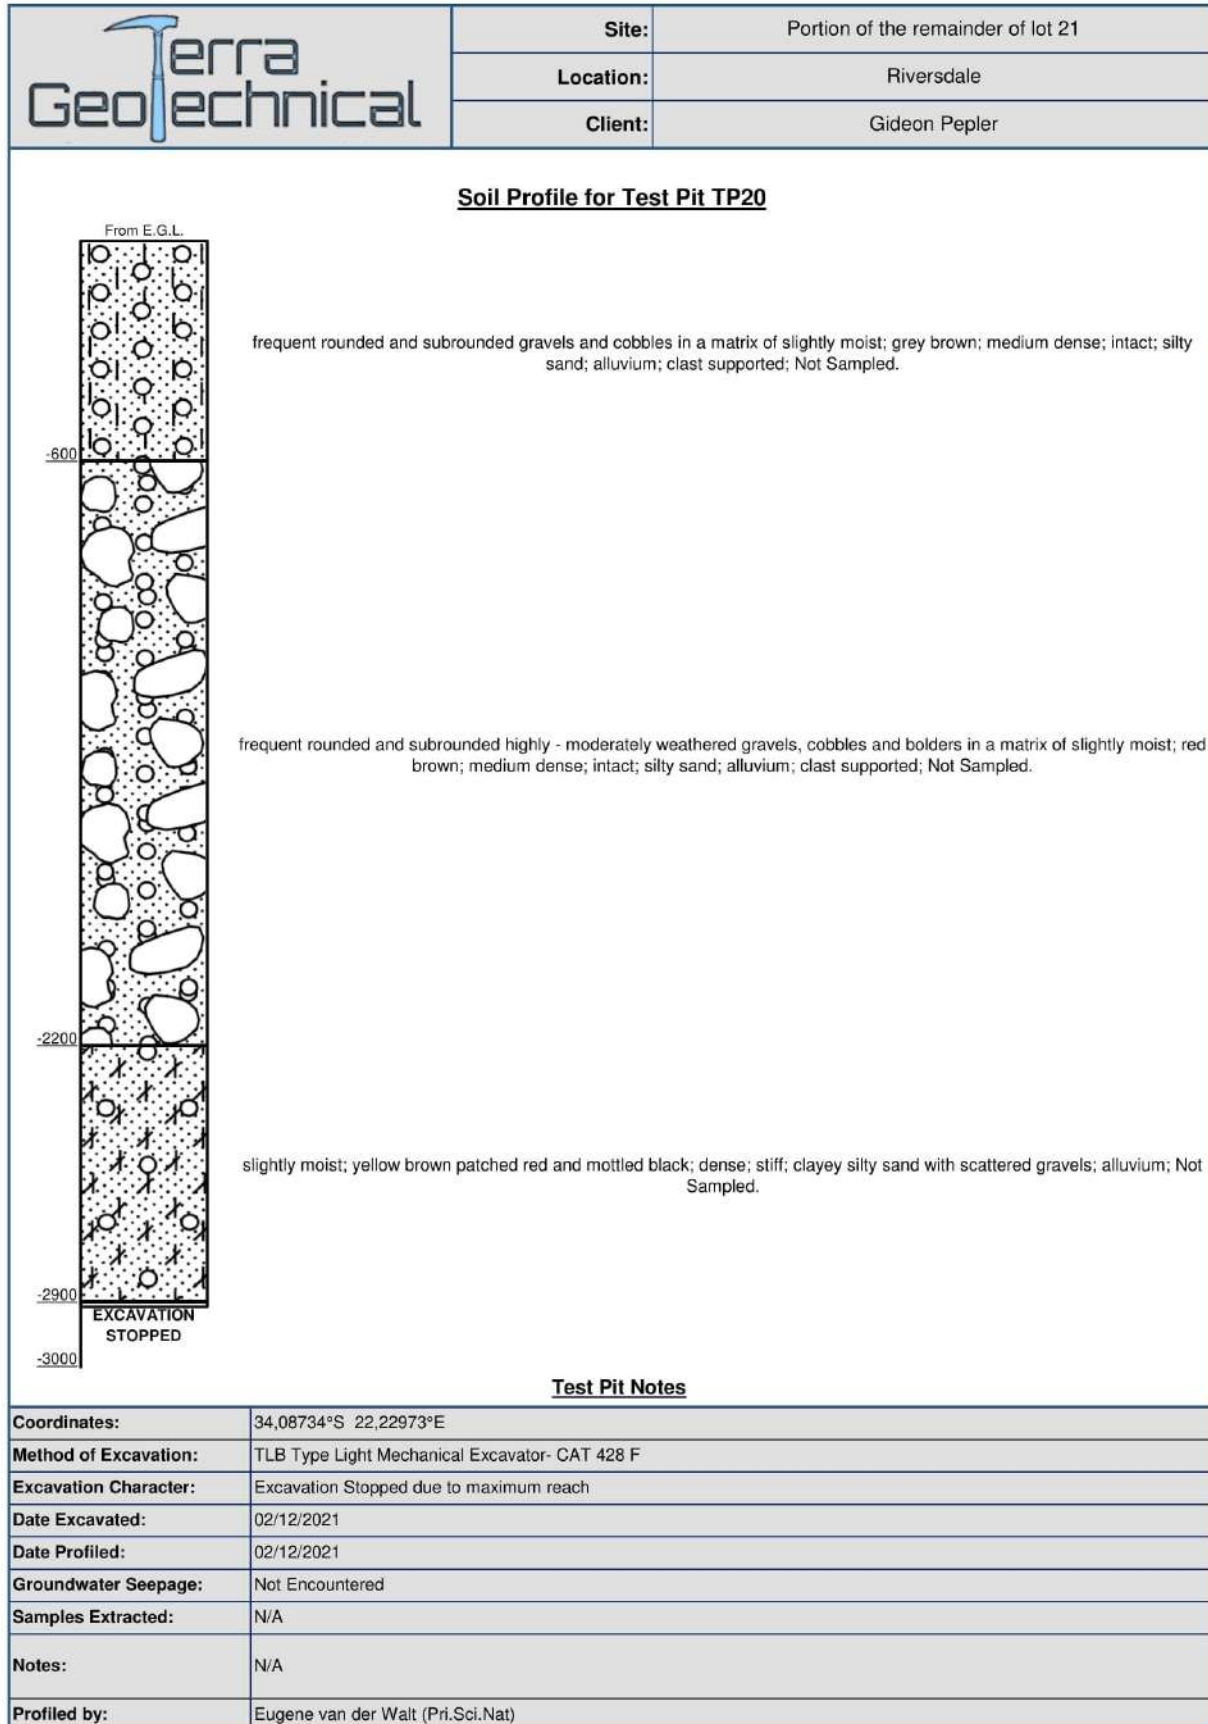 Terra
GeoTechnical
Site: Portion of the remainder of lot 21
Location: Riversdale
Client: Gideon Pepler
Soil Profile for Test Pit TP20
From E.G.L.
frequent rounded and subrounded gravels and cobbles in a matrix of slightly moist; grey brown; medium dense; intact; silty
sand; alluvium; clast supported; Not Sampled.
-600
frequent rounded and subrounded highly - moderately weathered gravels, cobbles and bolders in a matrix of slightly moist; red
brown; medium dense; intact; silty sand; alluvium; clast supported; Not Sampled.
-2200
slightly moist; yellow brown patched red and mottled black; dense; stiff; clayey silty sand with scattered gravels; alluvium; Not
Sampled.
-2900
EXCAVATION
STOPPED
-3000
Test Pit Notes
Coordinates: 34,08734°S 22,22973°E
Method of Excavation: TLB Type Light Mechanical Excavator- CAT 428 F
Excavation Character: Excavation Stopped due to maximum reach
Date Excavated: 02/12/2021
Date Profiled: 02/12/2021
Groundwater Seepage: Not Encountered
Samples Extracted: N/A
Notes: N/A
Profiled by: Eugene van der Walt (Pri.Sci.Nat)